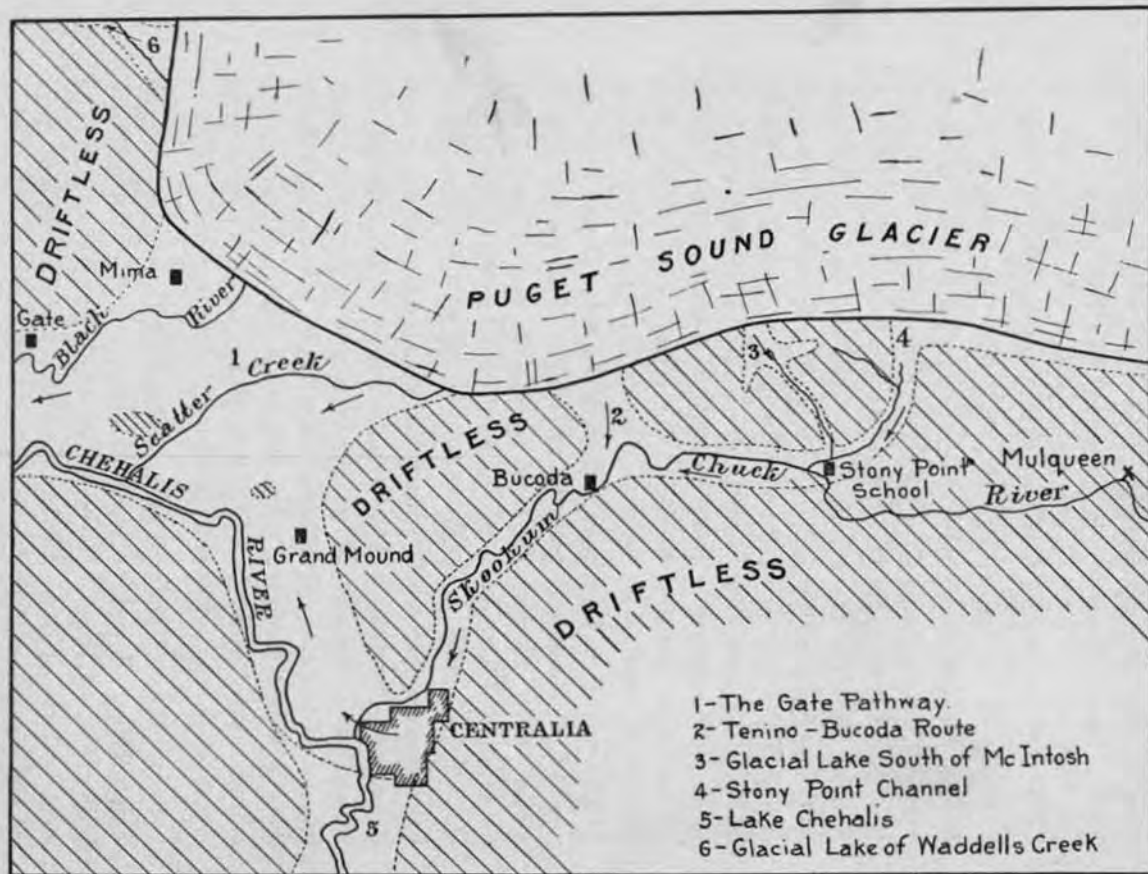 6
DRIFTLESS
PUGET SOUND GLACIER
Mima
Gate
Black River
1
Scatter Creek
3
4
2
DRIFTLESS
CHEHALIS RIVER
Bucoda
Skookum Chuck River
Stony Point
School
Mulqueen
Grand Mound
DRIFTLESS
CENTRALIA
5
1-The Gate Pathway.
2-Tenino-Bucoda Route
3-Glacial Lake South of McIntosh
4-Stony Point Channel
5-Lake Chehalis
6-Glacial Lake of Waddells Creek